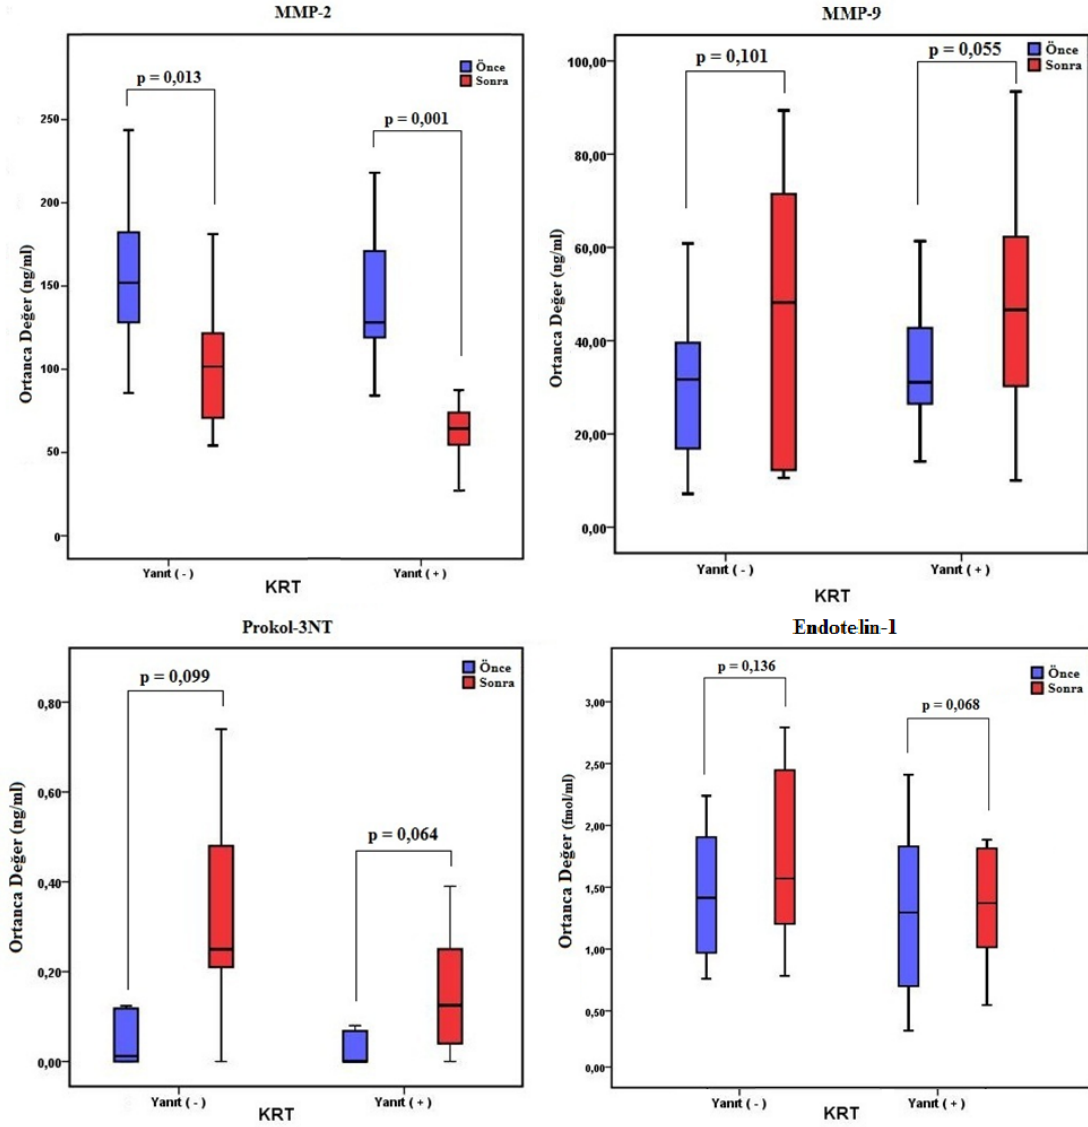 MMP-2
Önce
Sonra
p = 0,013
p = 0,001
250
200
150
100
50
0
Ortanca Değer (ng/ml)
Yanıt ( - )
Yanıt ( + )
KRT
MMP-9
Önce
Sonra
p = 0,101
p = 0,055
100,00
80,00
60,00
40,00
20,00
0,00
Ortanca Değer (ng/ml)
Yanıt ( - )
Yanıt ( + )
KRT
Prokol-3NT
Önce
Sonra
p = 0,099
p = 0,064
0,80
0,60
0,40
0,20
0,00
Ortanca Değer (ng/ml)
Yanıt ( - )
Yanıt ( + )
KRT
Endotelin-1
Önce
Sonra
p = 0,136
p = 0,068
3,00
2,50
2,00
1,50
1,00
0,50
0,00
Ortanca Değer (fmol/ml)
Yanıt ( - )
Yanıt ( + )
KRT